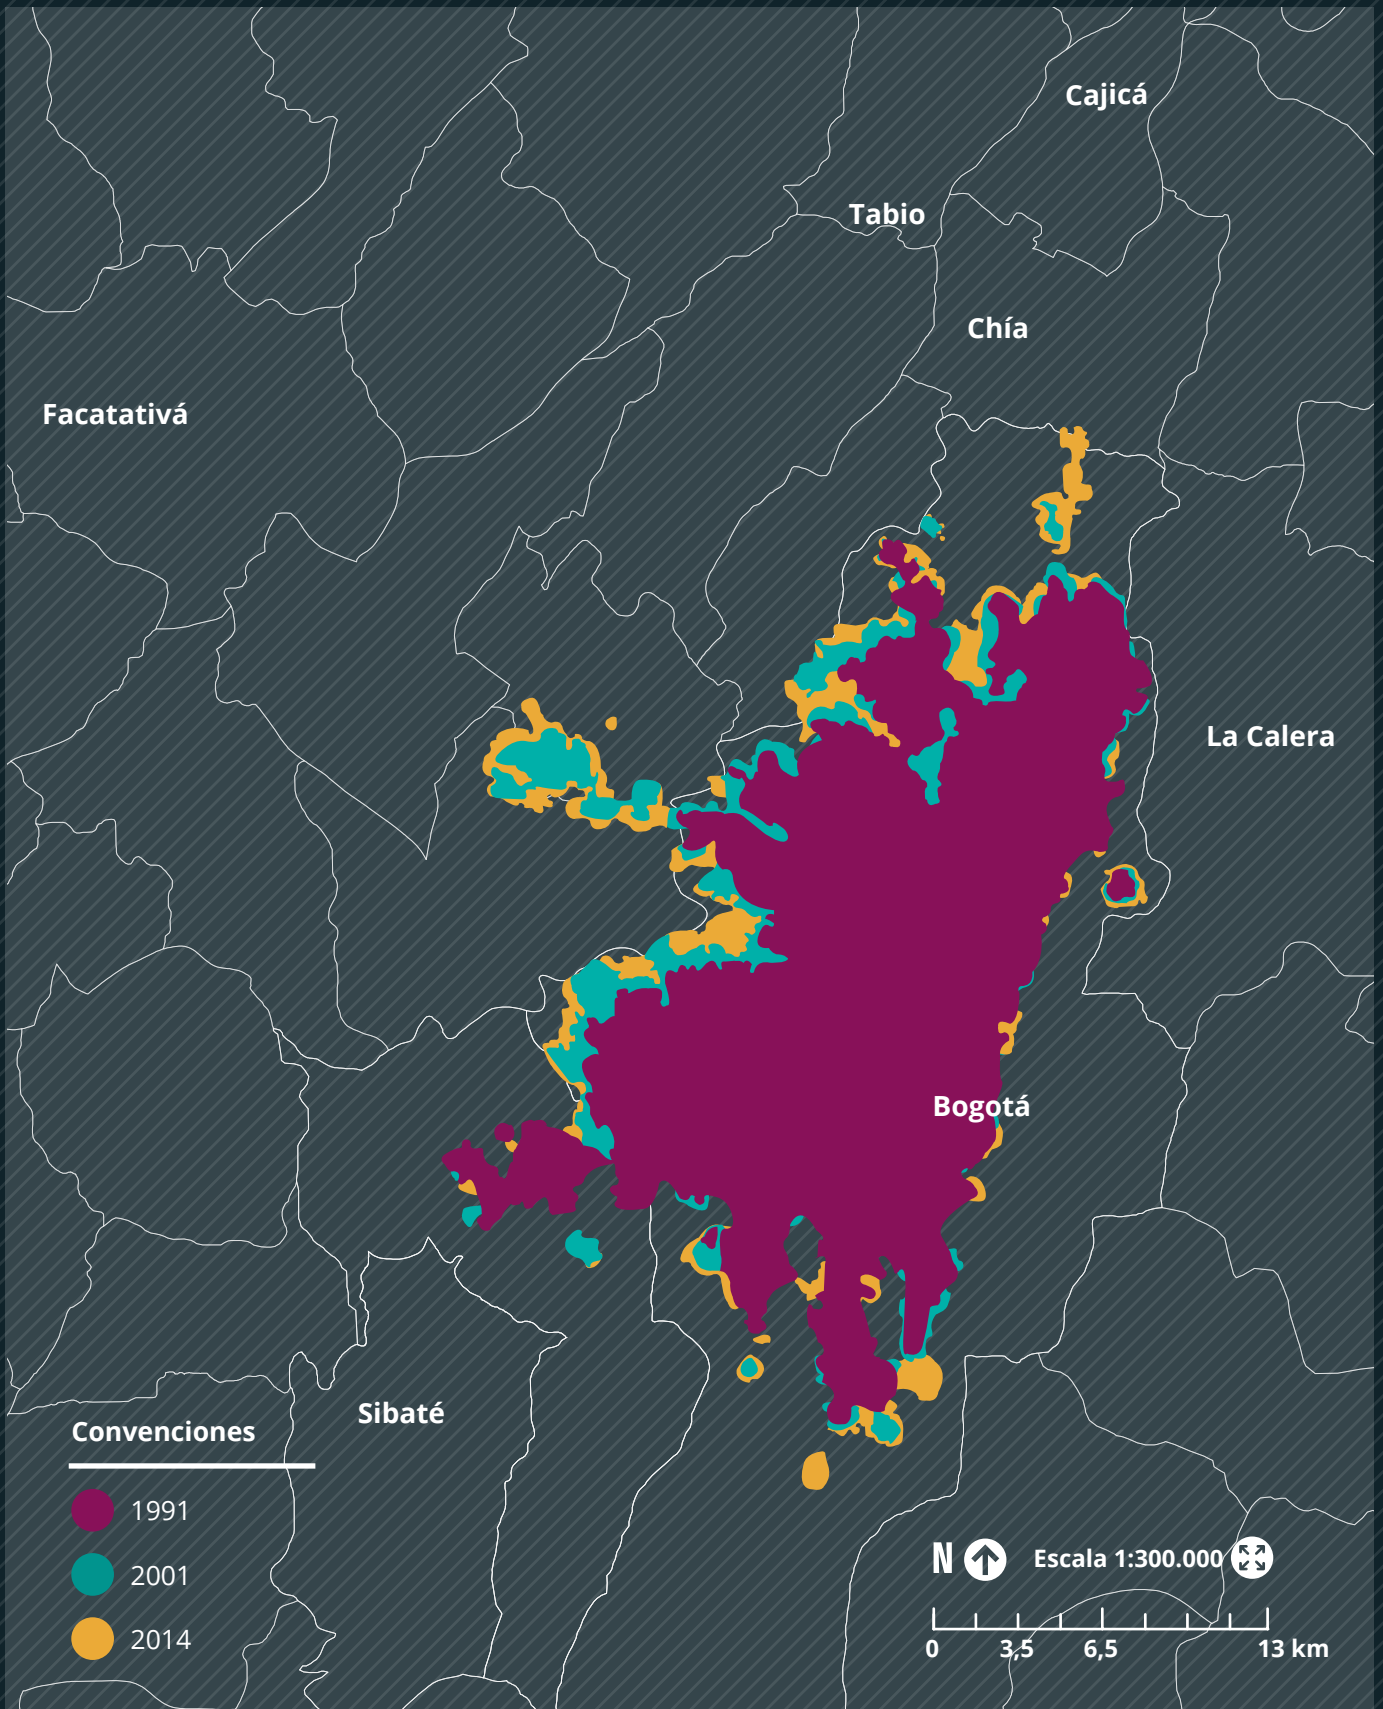 Cajicá
Tabio
Chía
Facatativá
La Calera
Bogotá
Sibaté
Convenciones
1991
2001
2014
N
Escala 1:300.000
0 3,5 6,5 13 km